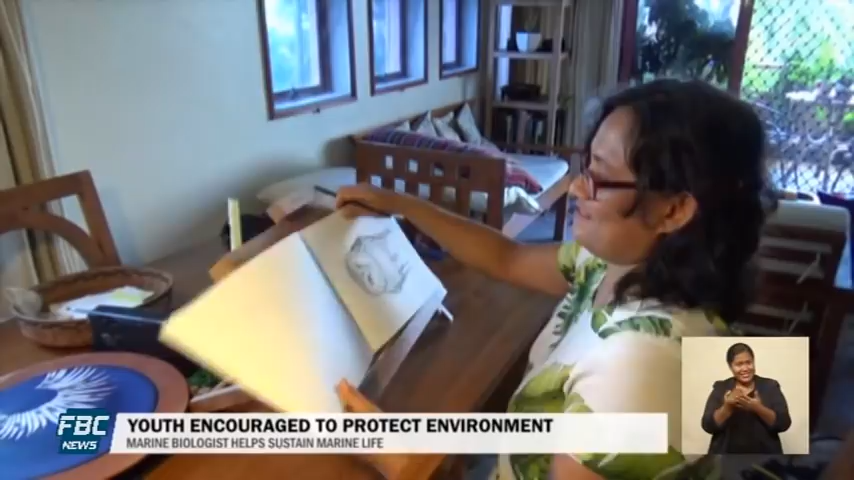 FBC
NEWS
YOUTH ENCOURAGED TO PROTECT ENVIRONMENT
MARINE BIOLOGIST HELPS SUSTAIN MARINE LIFE